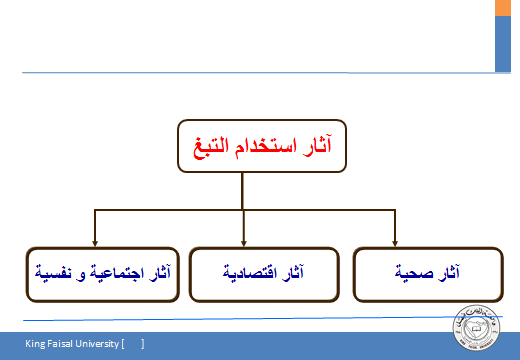 آثار استخدام التبغ
آثار صحية
آثار اقتصادية
آثار اجتماعية و نفسية
King Faisal University [ ]